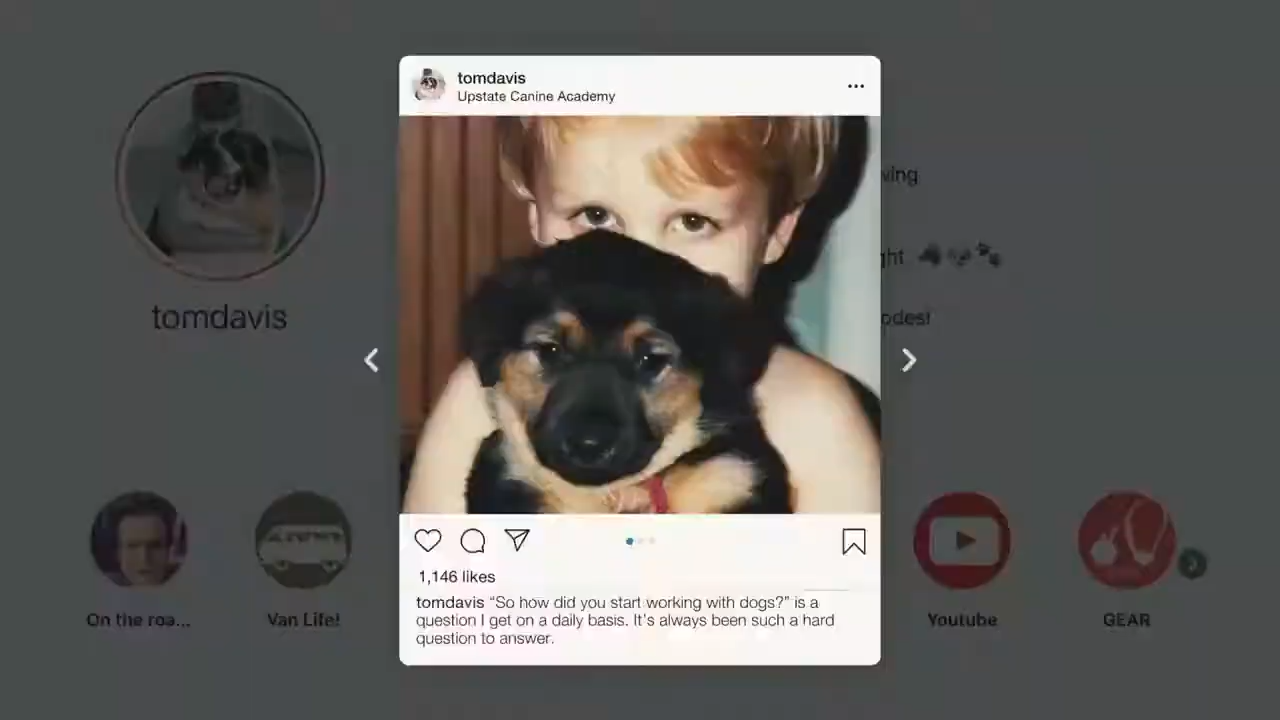 tomdavis
Upstate Canine Academy
tomdavis
1,146 likes
tomdavis “So how did you start working with dogs?” is a
question I get on a daily basis. It's always been such a hard
question to answer.
On the roa...
Van Life!
Youtube
GEAR